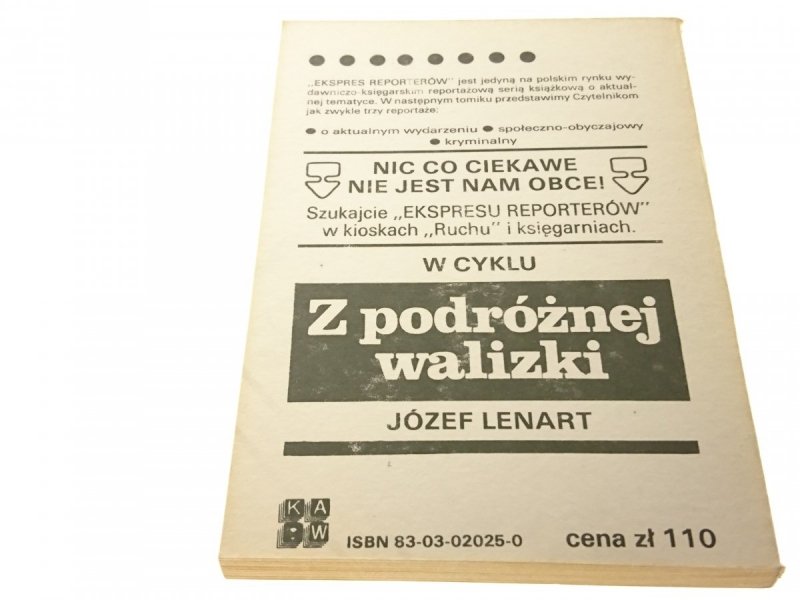 „EKSPRES REPORTERÓW" jest jedyną na polskim rynku wy-
dawniczo-księgarskim reportażową serią książkową o aktual-
nej tematyce. W następnym tomiku przedstawimy Czytelnikom
jak zwykle trzy reportaże:
● o aktualnym wydarzeniu ● społeczno-obyczajowy
● kryminalny
NIC CO CIEKAWE
NIE JEST NAM OBCE!
Szukajcie „EKSPRESU REPORTERÓW"
w kioskach „Ruchu" i księgarniach.
W CYKLU
Z podróżnej
walizki
JÓZEF LENART
KAW
ISBN 83-03-02025-0 cena zł 110